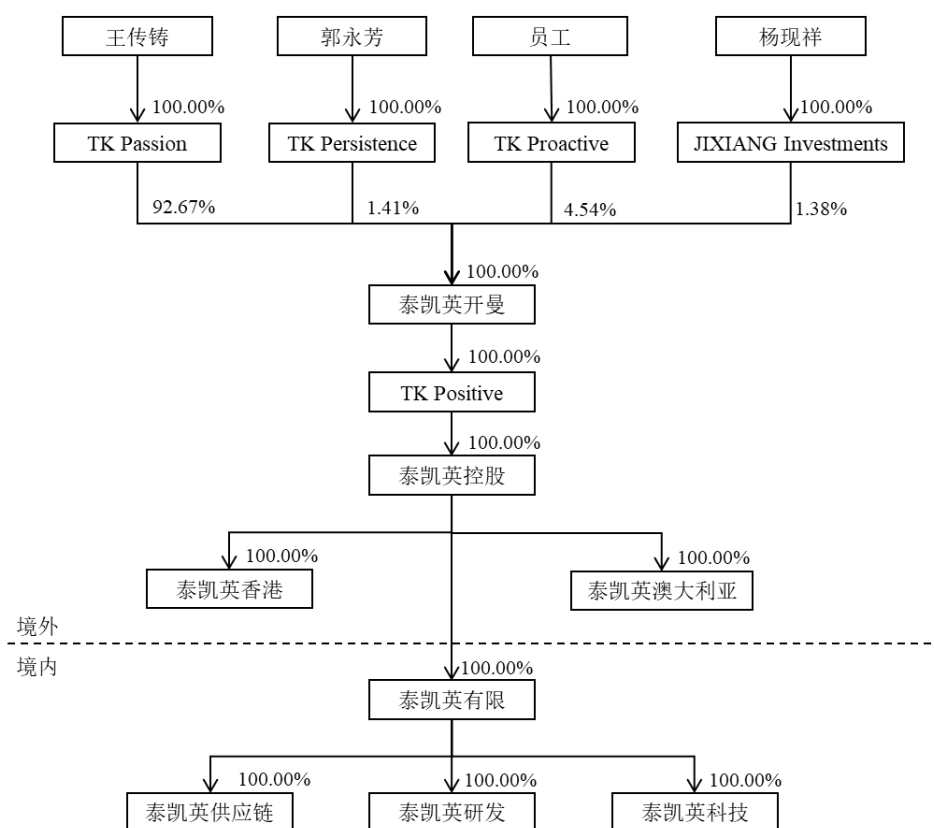 王传铸 郭永芳 员工 杨现祥
100.00% 100.00% 100.00% 100.00%
TK Passion TK Persistence TK Proactive JIXIANG Investments
92.67% 1.41% 4.54% 1.38%
100.00%
泰凯英开曼
100.00%
TK Positive
100.00%
泰凯英控股
100.00% 100.00%
泰凯英香港 泰凯英澳大利亚
境外
境内
100.00%
泰凯英有限
100.00% 100.00% 100.00%
泰凯英供应链 泰凯英研发 泰凯英科技